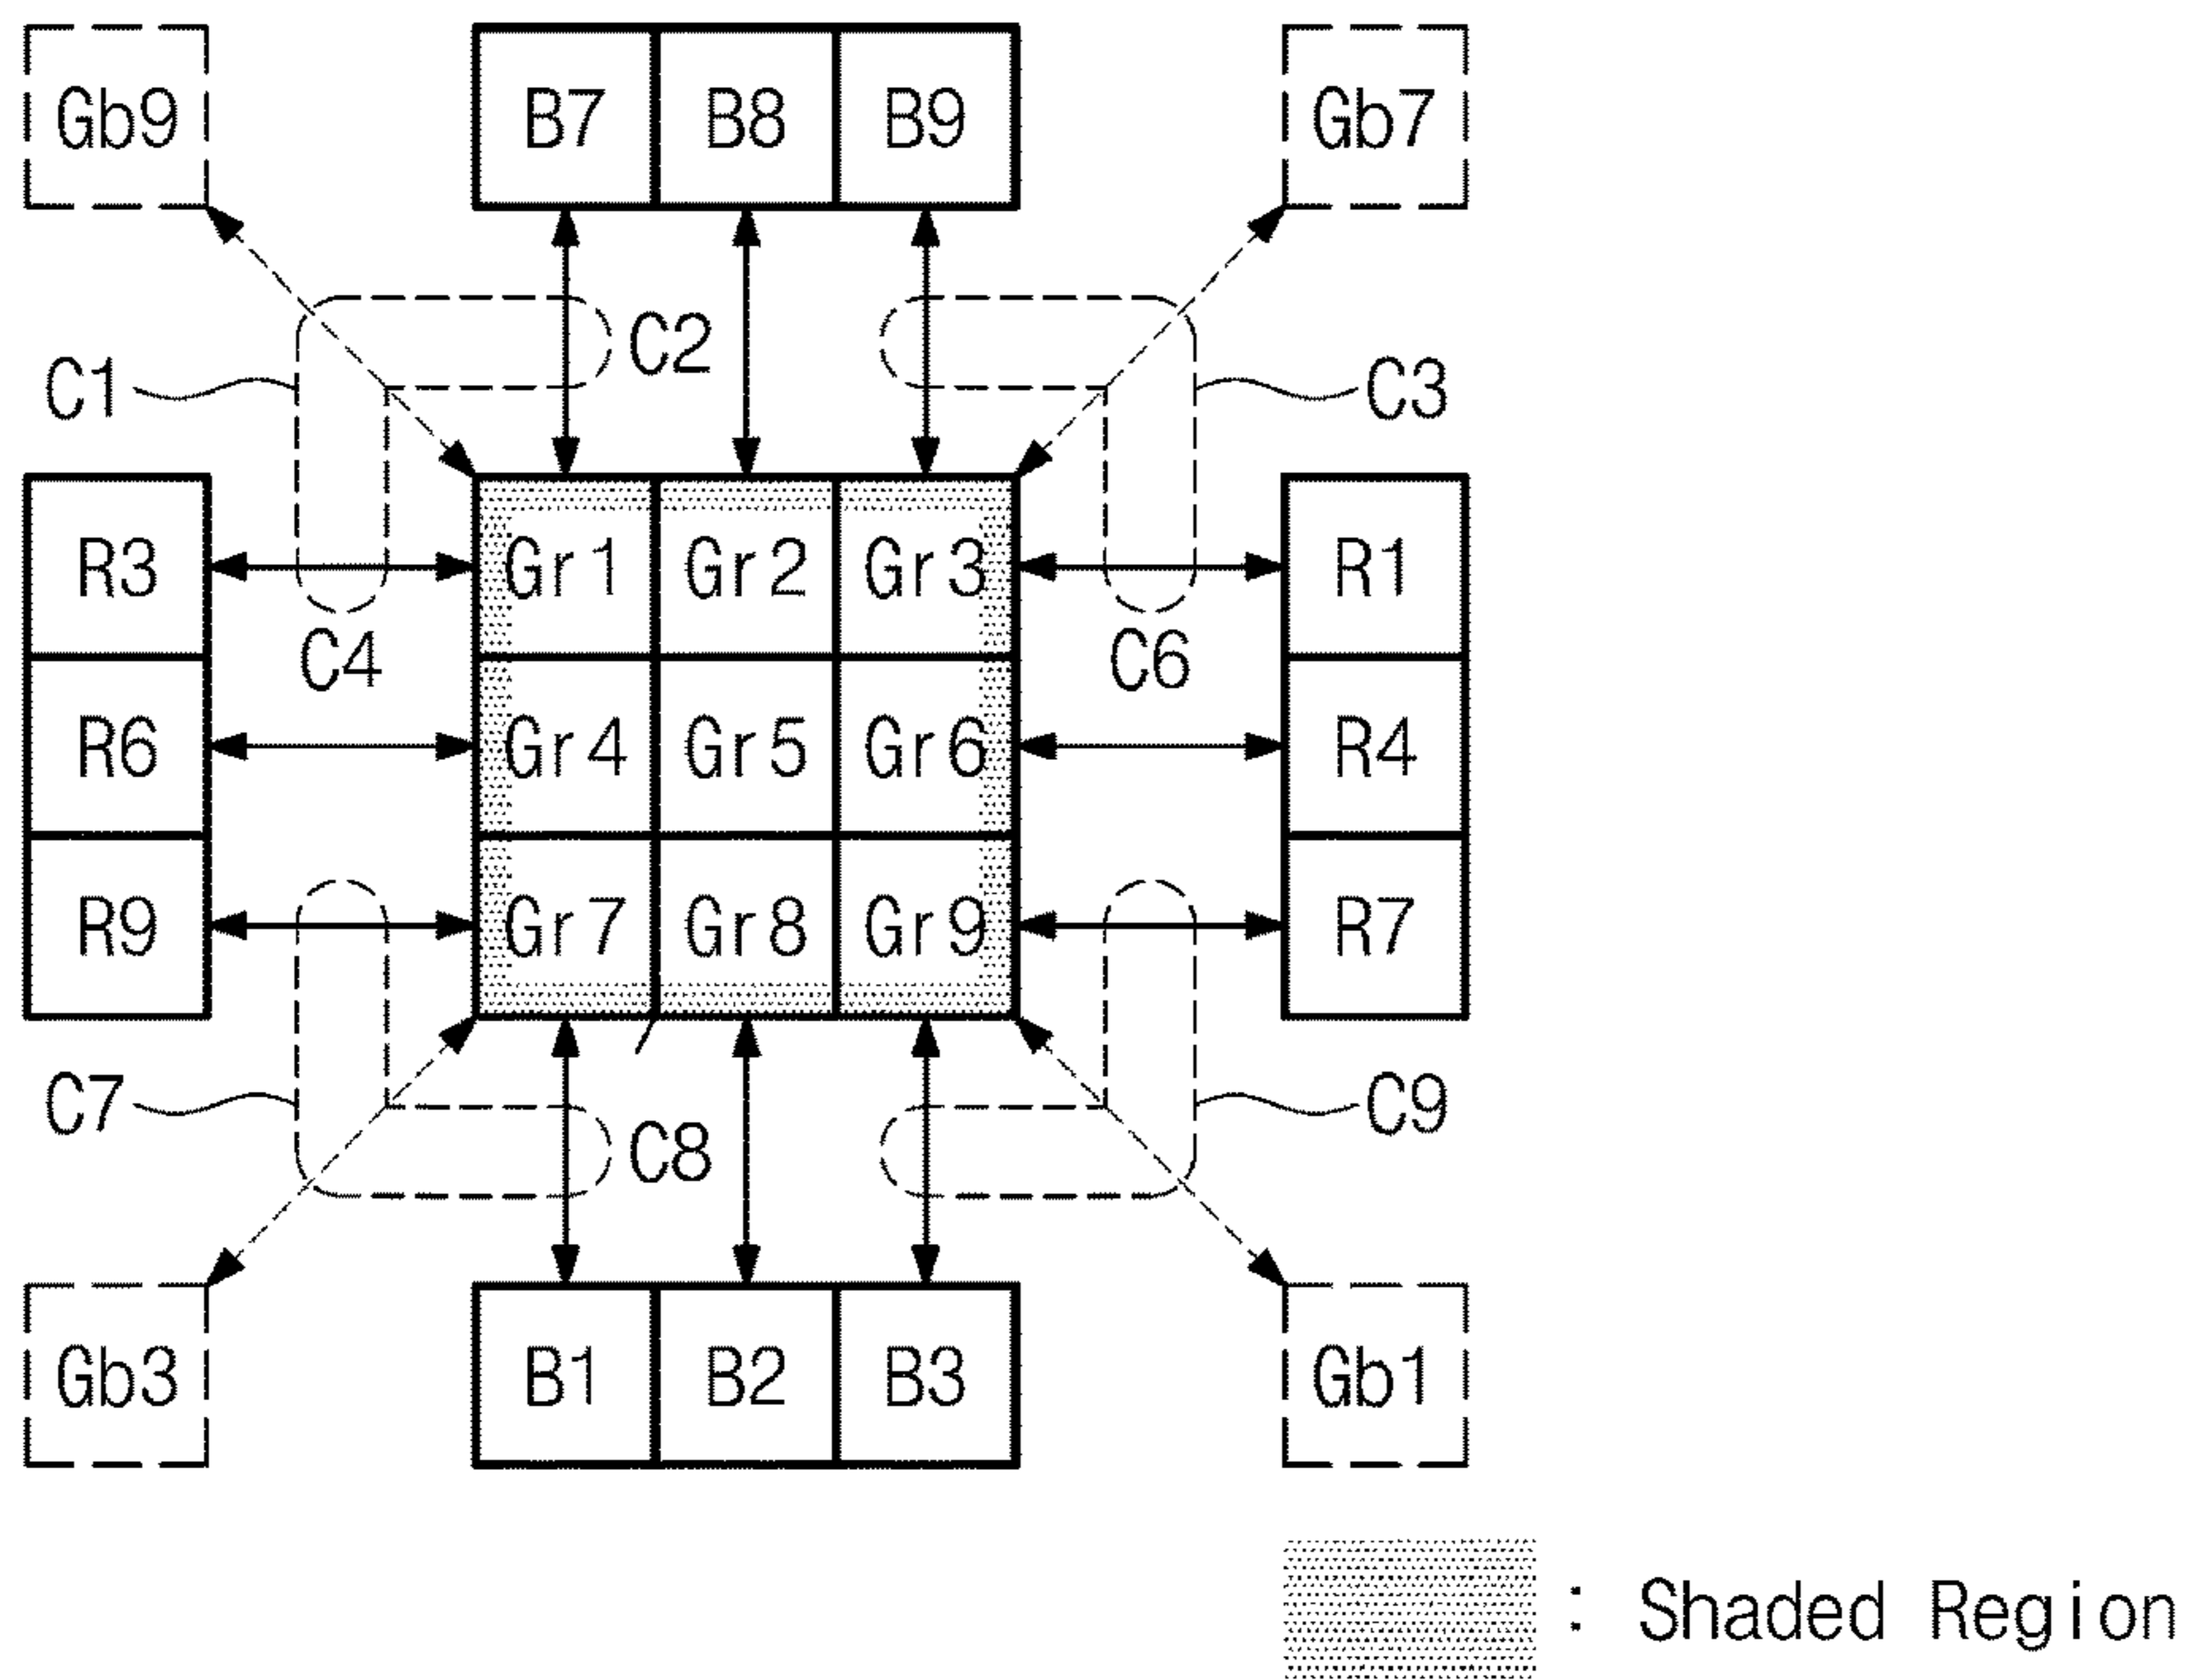 Gb9 B7 B8 B9 Gb7
C2
C1 C3
R3 Gr1 Gr2 Gr3 R1
C4 C6
R6 Gr4 Gr5 Gr6 R4
R9 Gr7 Gr8 Gr9 R7
C7 C9
C8
Gb3 B1 B2 B3 Gb1
: Shaded Region